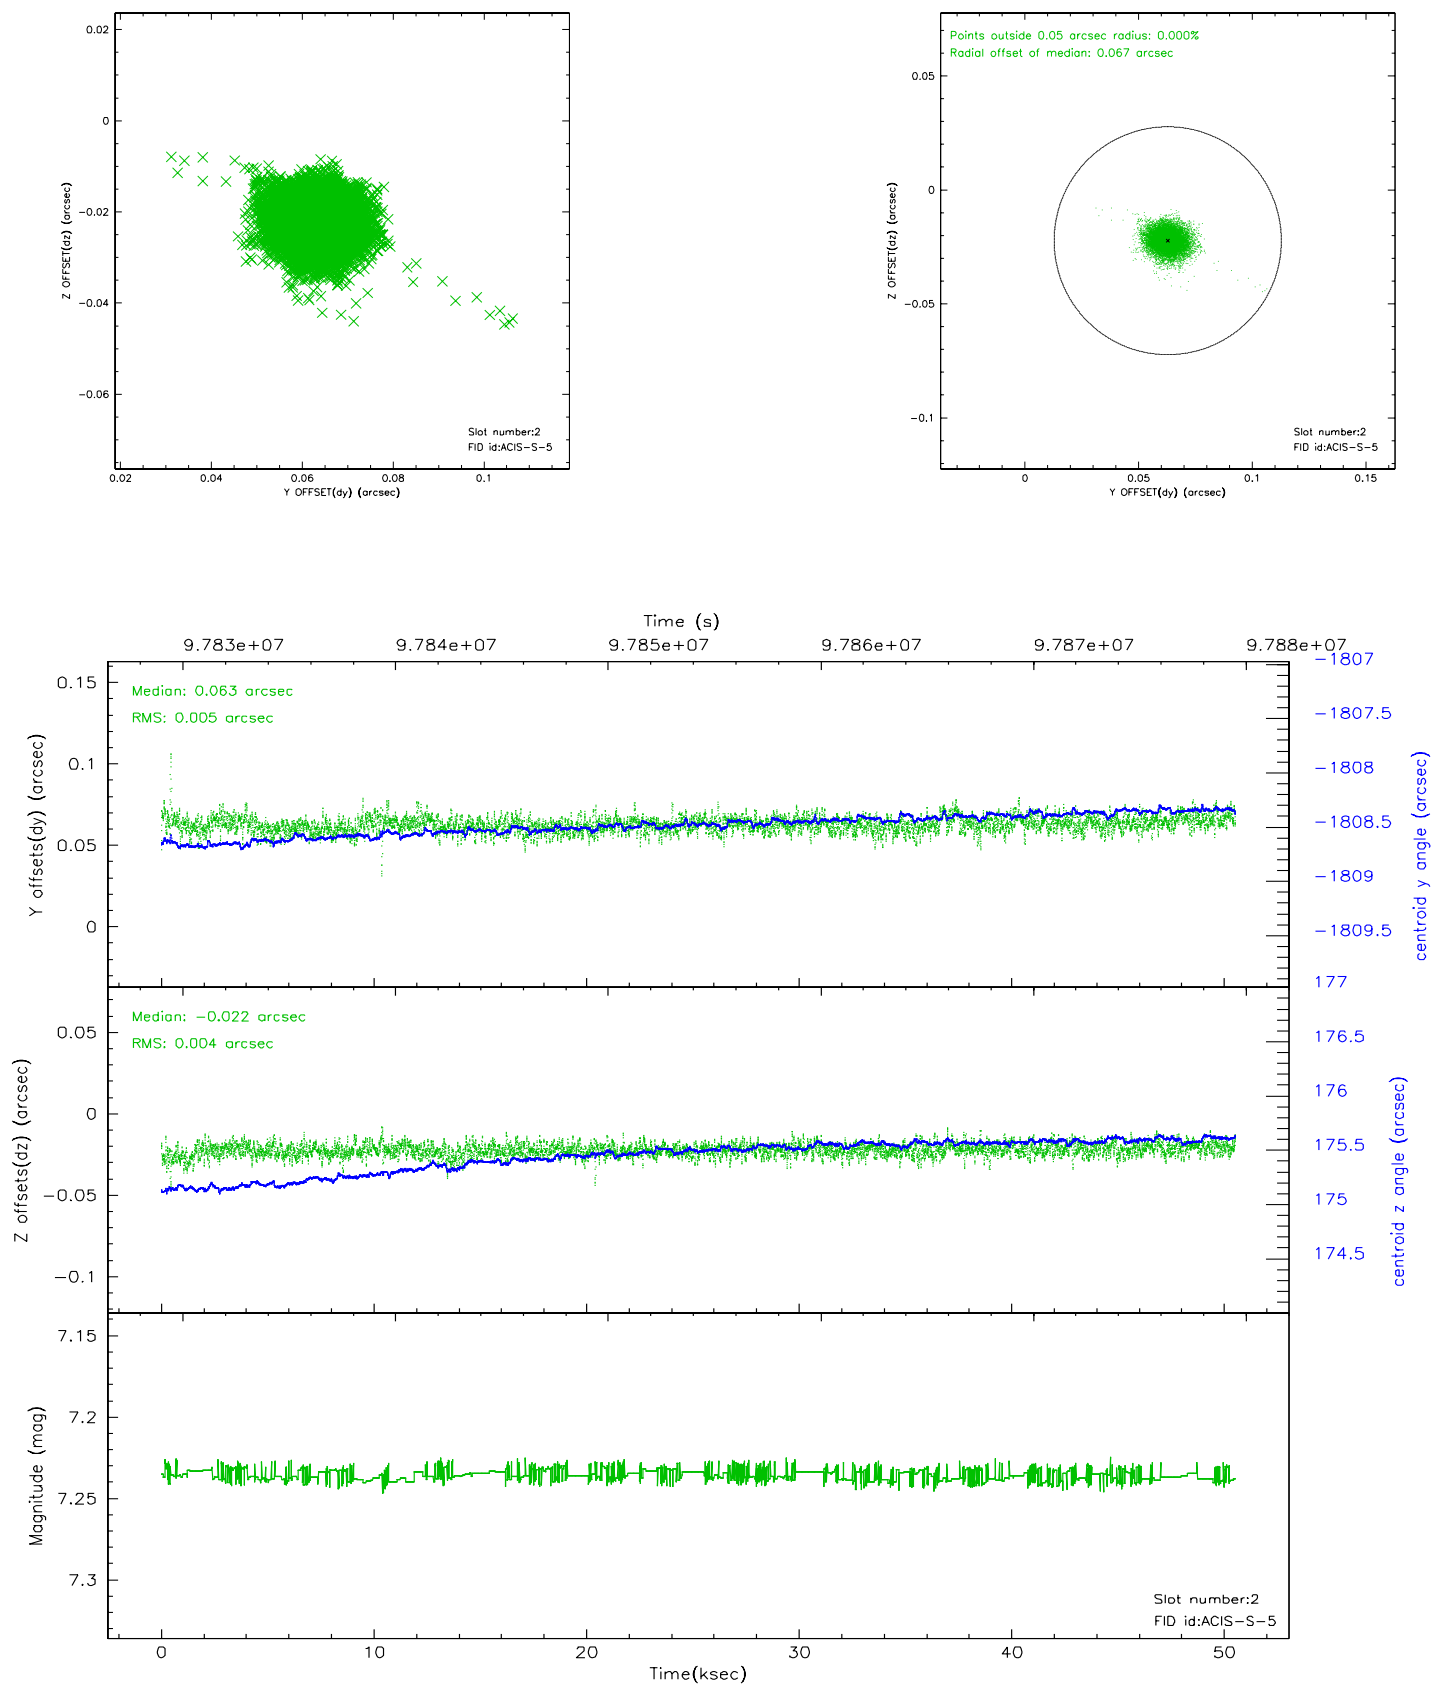 0.02
0
-0.02
-0.04
-0.06
Z OFFSET(dz) (arcsec)
Slot number:2
FID id:ACIS-S-5
0.02 0.04 0.06 0.08 0.1
Y OFFSET(dy) (arcsec)
Points outside 0.05 arcsec radius: 0.000%
Radial offset of median: 0.067 arcsec
0.05
0
-0.05
-0.1
Z OFFSET(dz) (arcsec)
Slot number:2
FID id:ACIS-S-5
0 0.05 0.1 0.15
Y OFFSET(dy) (arcsec)
Time (s)
9.783e+07 9.784e+07 9.785e+07 9.786e+07 9.787e+07 9.788e+07
Median: 0.063 arcsec
RMS: 0.005 arcsec
0.15
0.1
0.05
0
Y offsets(dy) (arcsec)
-1807
-1807.5
-1808
-1808.5
-1809
-1809.5
centroid y angle (arcsec)
Median: -0.022 arcsec
RMS: 0.004 arcsec
0.05
0
-0.05
-0.1
Z offsets(dz) (arcsec)
177
176.5
176
175.5
175
174.5
centroid z angle (arcsec)
7.15
7.2
7.25
7.3
Magnitude (mag)
Slot number:2
FID id:ACIS-S-5
0 10 20 30 40 50
Time(ksec)